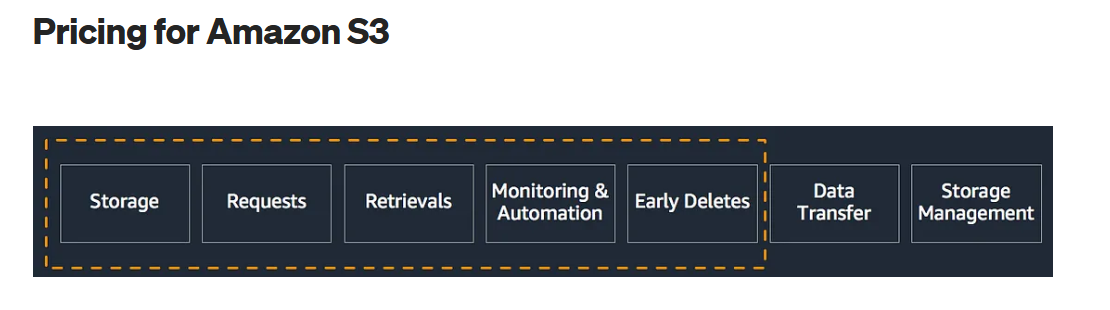 Pricing for Amazon S3
Storage
Requests
Retrievals
Monitoring &
Automation
Early Deletes
Data
Transfer
Storage
Management